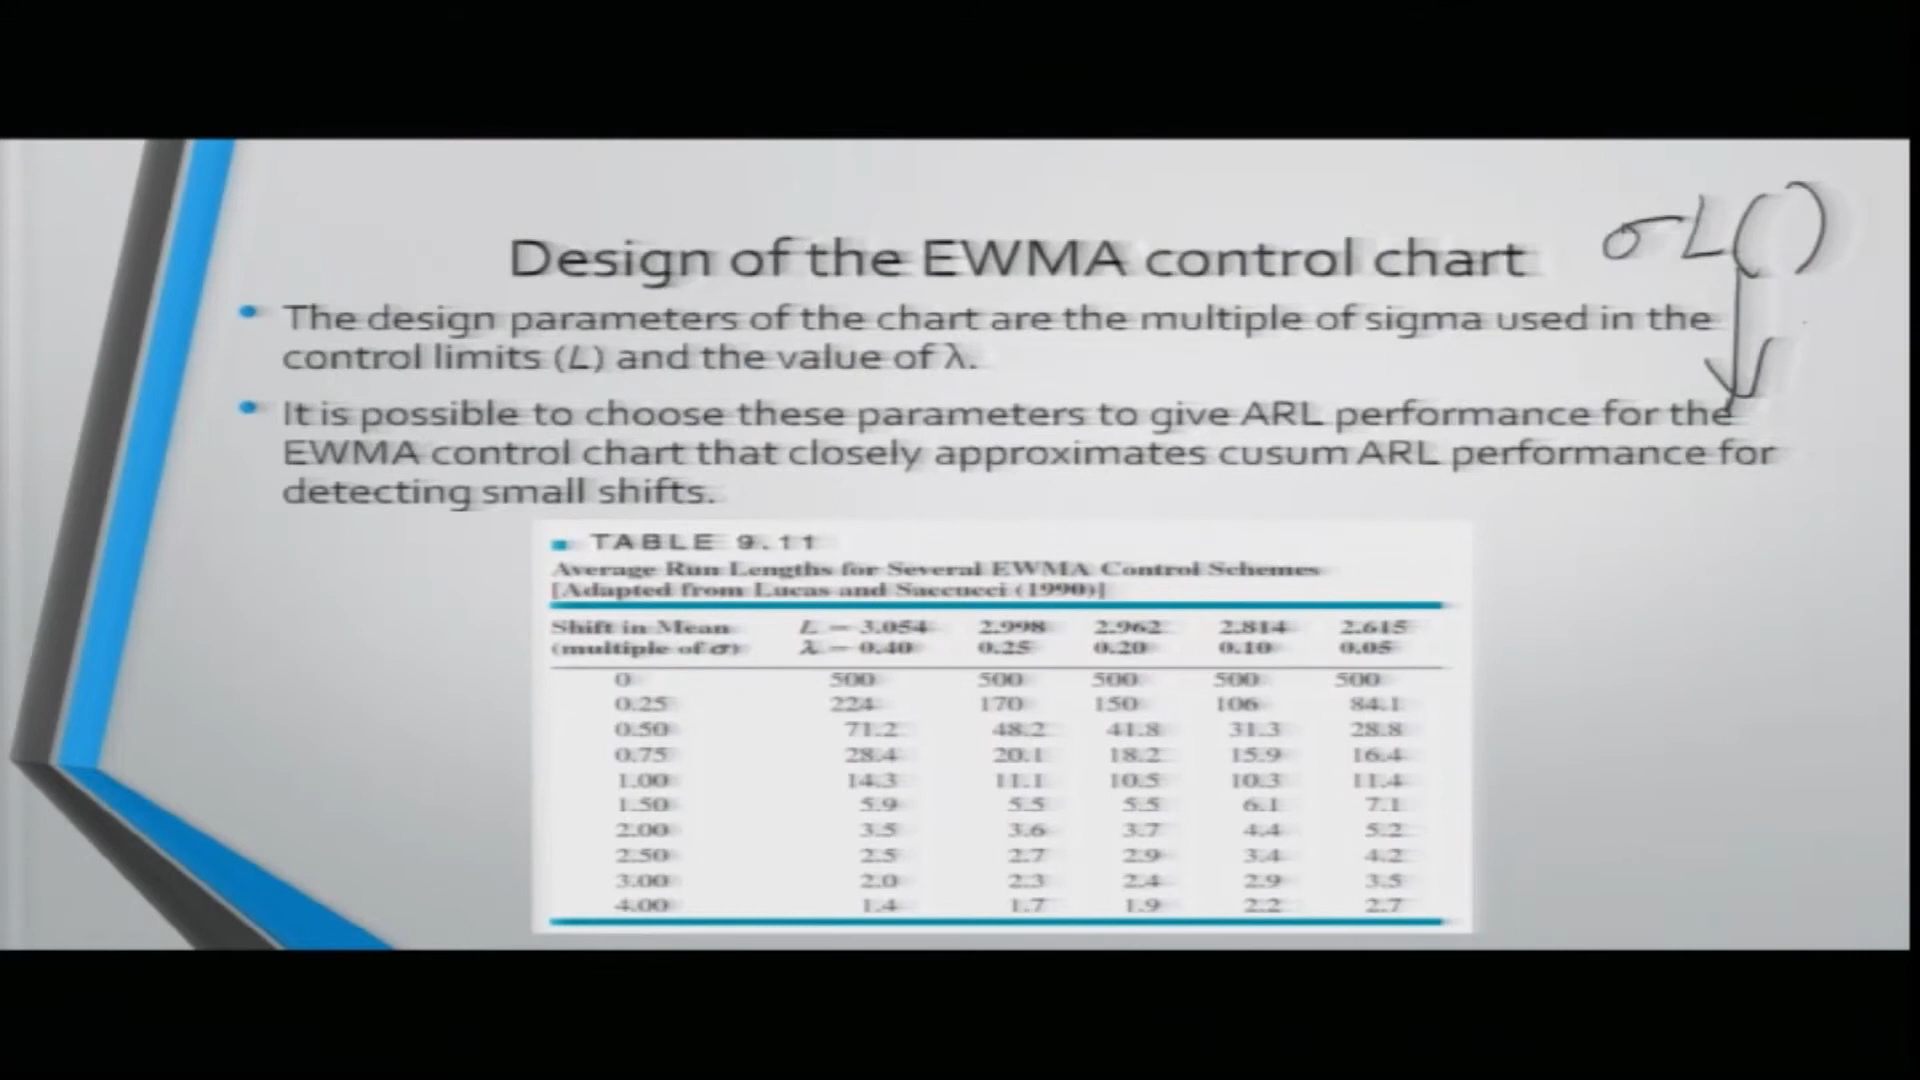 σL( )
Design of the EWMA control chart
The design parameters of the chart are the multiple of sigma used in the
control limits (L) and the value of λ.
It is possible to choose these parameters to give ARL performance for the
EWMA control chart that closely approximates cusum ARL performance for
detecting small shifts.
TABLE 9.11
Average Run Lengths for Several EWMA Control Schemes
[Adapted from Lucas and Saccucci (1990)]
Shift in Mean L = 3.054 2.998 2.962 2.814 2.615
(multiple of σ) λ = 0.40 0.25 0.20 0.10 0.05
0 500 500 500 500 500
0.25 224 170 150 106 84.1
0.50 71.2 48.2 41.8 31.3 28.8
0.75 28.4 20.1 18.2 15.9 16.4
1.00 14.3 11.1 10.5 10.3 11.4
1.50 5.9 5.5 5.5 6.1 7.1
2.00 3.5 3.6 3.7 4.4 5.2
2.50 2.5 2.7 2.9 3.4 4.2
3.00 2.0 2.3 2.4 2.9 3.5
4.00 1.4 1.7 1.9 2.2 2.7